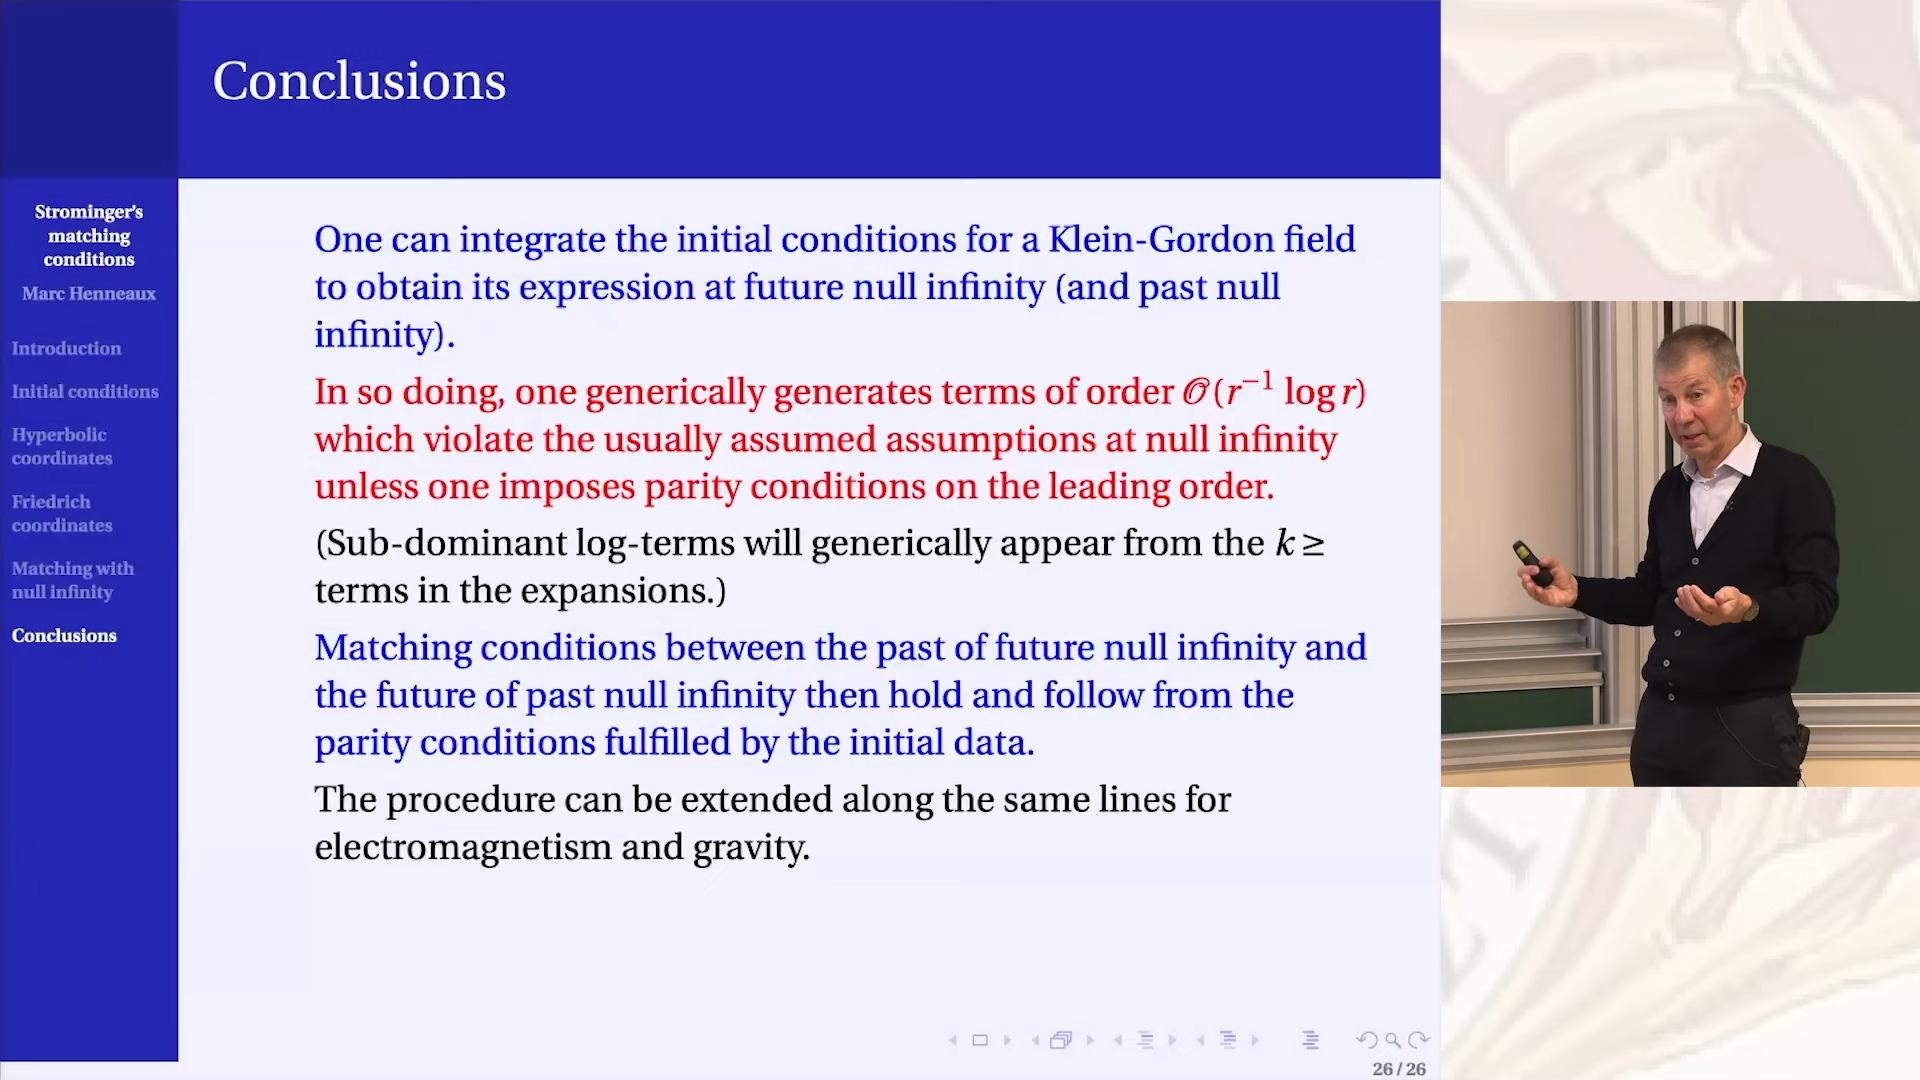 Conclusions
Strominger's
matching
conditions
Marc Henneaux
Introduction
Initial conditions
Hyperbolic
coordinates
Friedrich
coordinates
Matching with
null infinity
Conclusions
One can integrate the initial conditions for a Klein-Gordon field
to obtain its expression at future null infinity (and past null
infinity).
In so doing, one generically generates terms of order 𝒪(r⁻¹ log r)
which violate the usually assumed assumptions at null infinity
unless one imposes parity conditions on the leading order.
(Sub-dominant log-terms will generically appear from the k ≥
terms in the expansions.)
Matching conditions between the past of future null infinity and
the future of past null infinity then hold and follow from the
parity conditions fulfilled by the initial data.
The procedure can be extended along the same lines for
electromagnetism and gravity.
26 / 26